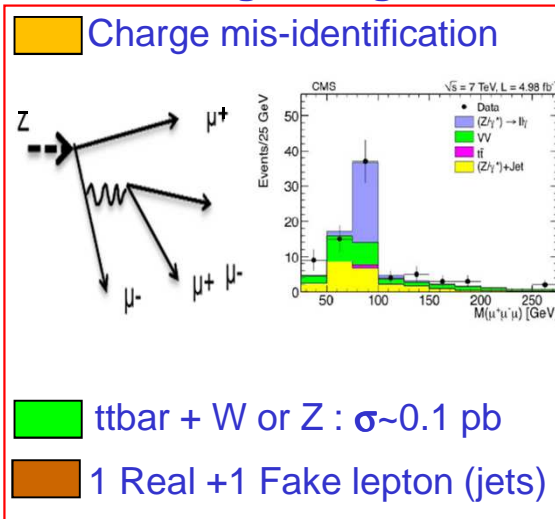 Charge mis-identification
Z
μ+
μ-
μ+ μ-
CMS
√s = 7 TeV, L = 4.98 fb⁻¹
Events/25 GeV
50
40
30
20
10
0
Data
(Z/γ*) → llγ
VV
tt̄
(Z/γ*)+Jet
50 100 150 200 250
M(μ⁺μ⁻μ) [GeV
ttbar + W or Z : σ~0.1 pb
1 Real +1 Fake lepton (jets)